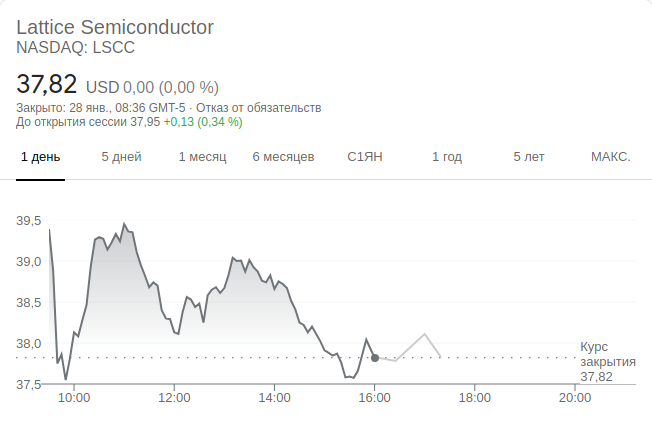 Lattice Semiconductor
NASDAQ: LSCC
37,82 USD 0,00 (0,00 %)
Закрыто: 28 янв., 08:36 GMT-5 · Отказ от обязательств
До открытия сессии 37,95 +0,13 (0,34 %)
1 день 5 дней 1 месяц 6 месяцев С1ЯН 1 год 5 лет МАКС.
39,5
39,0
38,5
38,0
37,5
Курс
закрытия
37,82
10:00 12:00 14:00 16:00 18:00 20:00